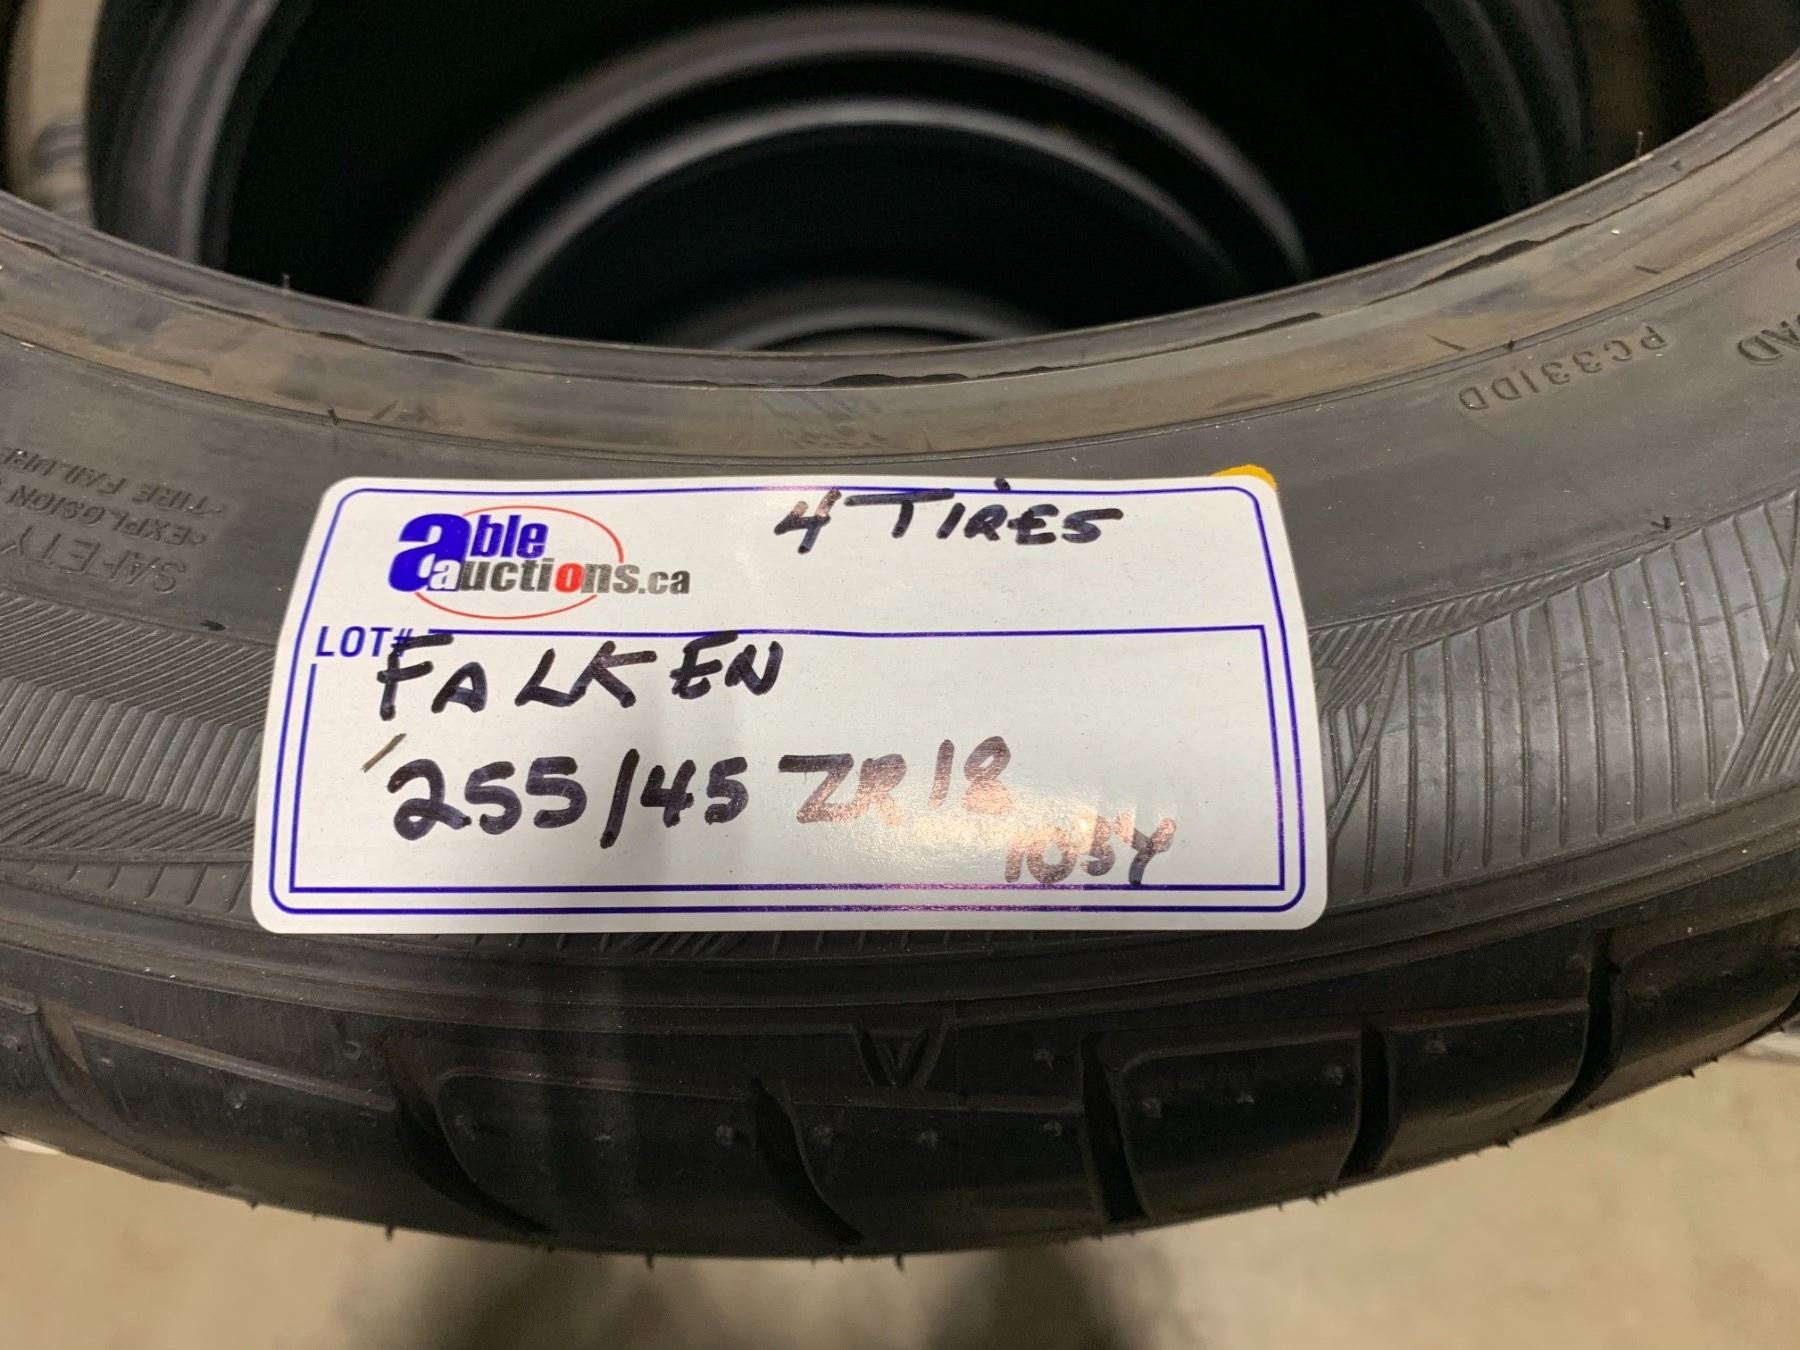 4 TIRES
able auctions.ca
LOT#
FALKEN
255/45 ZR18
103Y
PC331DD
SAFETY
•EXPLOSION
•TIRE FAILURE